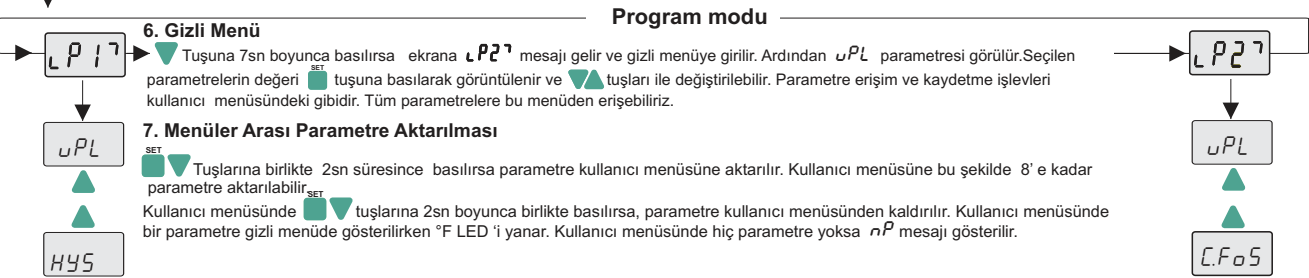 Program modu
[P1]
6. Gizli Menü
Tuşuna 7sn boyunca basılırsa ekrana [P2] mesajı gelir ve gizli menüye girilir. Ardından uPL parametresi görülür.Seçilen
SET
parametrelerin değeri tuşuna basılarak görüntülenir ve tuşları ile değiştirilebilir. Parametre erişim ve kaydetme işlevleri
kullanıcı menüsündeki gibidir. Tüm parametrelere bu menüden erişebiliriz.
uPL
HYS
7. Menüler Arası Parametre Aktarılması
SET
Tuşlarına birlikte 2sn süresince basılırsa parametre kullanıcı menüsüne aktarılır. Kullanıcı menüsüne bu şekilde 8' e kadar
parametre aktarılabilir
SET
Kullanıcı menüsünde tuşlarına 2sn boyunca birlikte basılırsa, parametre kullanıcı menüsünden kaldırılır. Kullanıcı menüsünde
bir parametre gizli menüde gösterilirken °F LED ‘i yanar. Kullanıcı menüsünde hiç parametre yoksa nP mesajı gösterilir.
[P2]
uPL
C.FoS